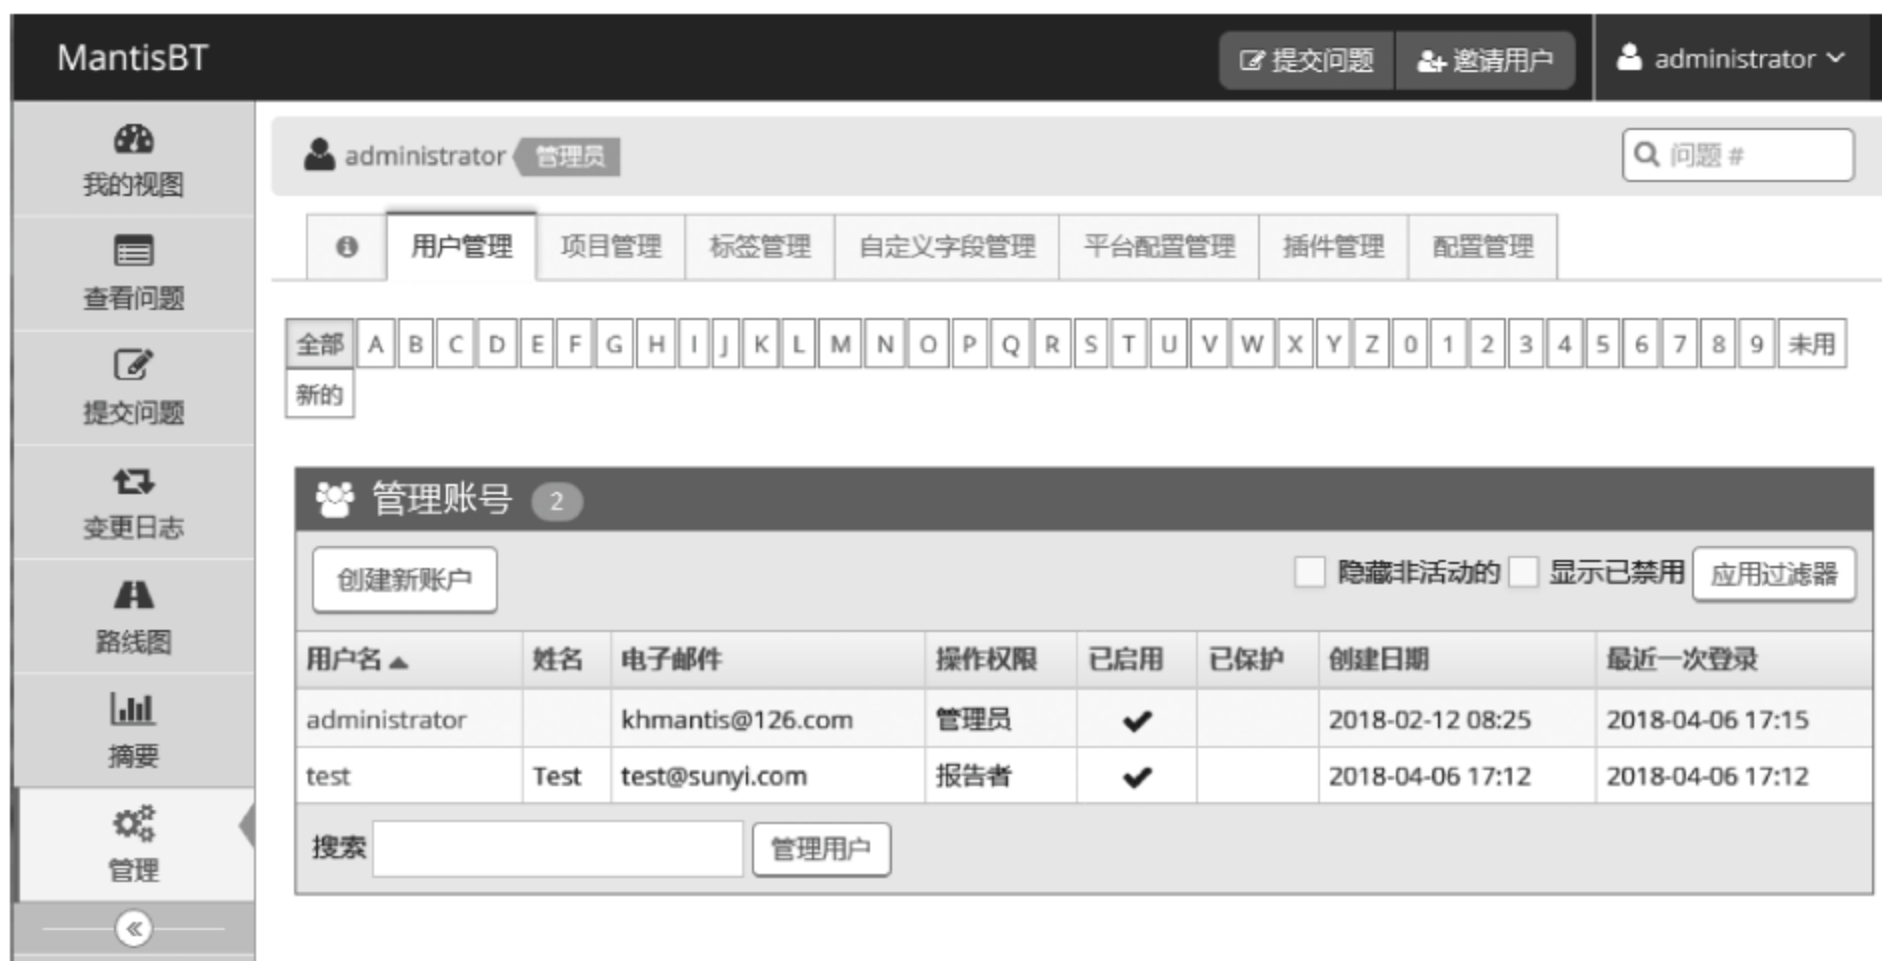 MantisBT 提交问题 邀请用户 administrator
我的视图
查看问题
提交问题
变更日志
路线图
摘要
管理
administrator 管理员 问题 #
用户管理 项目管理 标签管理 自定义字段管理 平台配置管理 插件管理 配置管理
全部 A B C D E F G H I J K L M N O P Q R S T U V W X Y Z 0 1 2 3 4 5 6 7 8 9 未用
新的
管理账号 2
创建新账户 隐藏非活动的 显示已禁用 应用过滤器
用户名 姓名 电子邮件 操作权限 已启用 已保护 创建日期 最近一次登录
administrator khmantis@126.com 管理员 2018-02-12 08:25 2018-04-06 17:15
test Test test@sunyi.com 报告者 2018-04-06 17:12 2018-04-06 17:12
搜索 管理用户